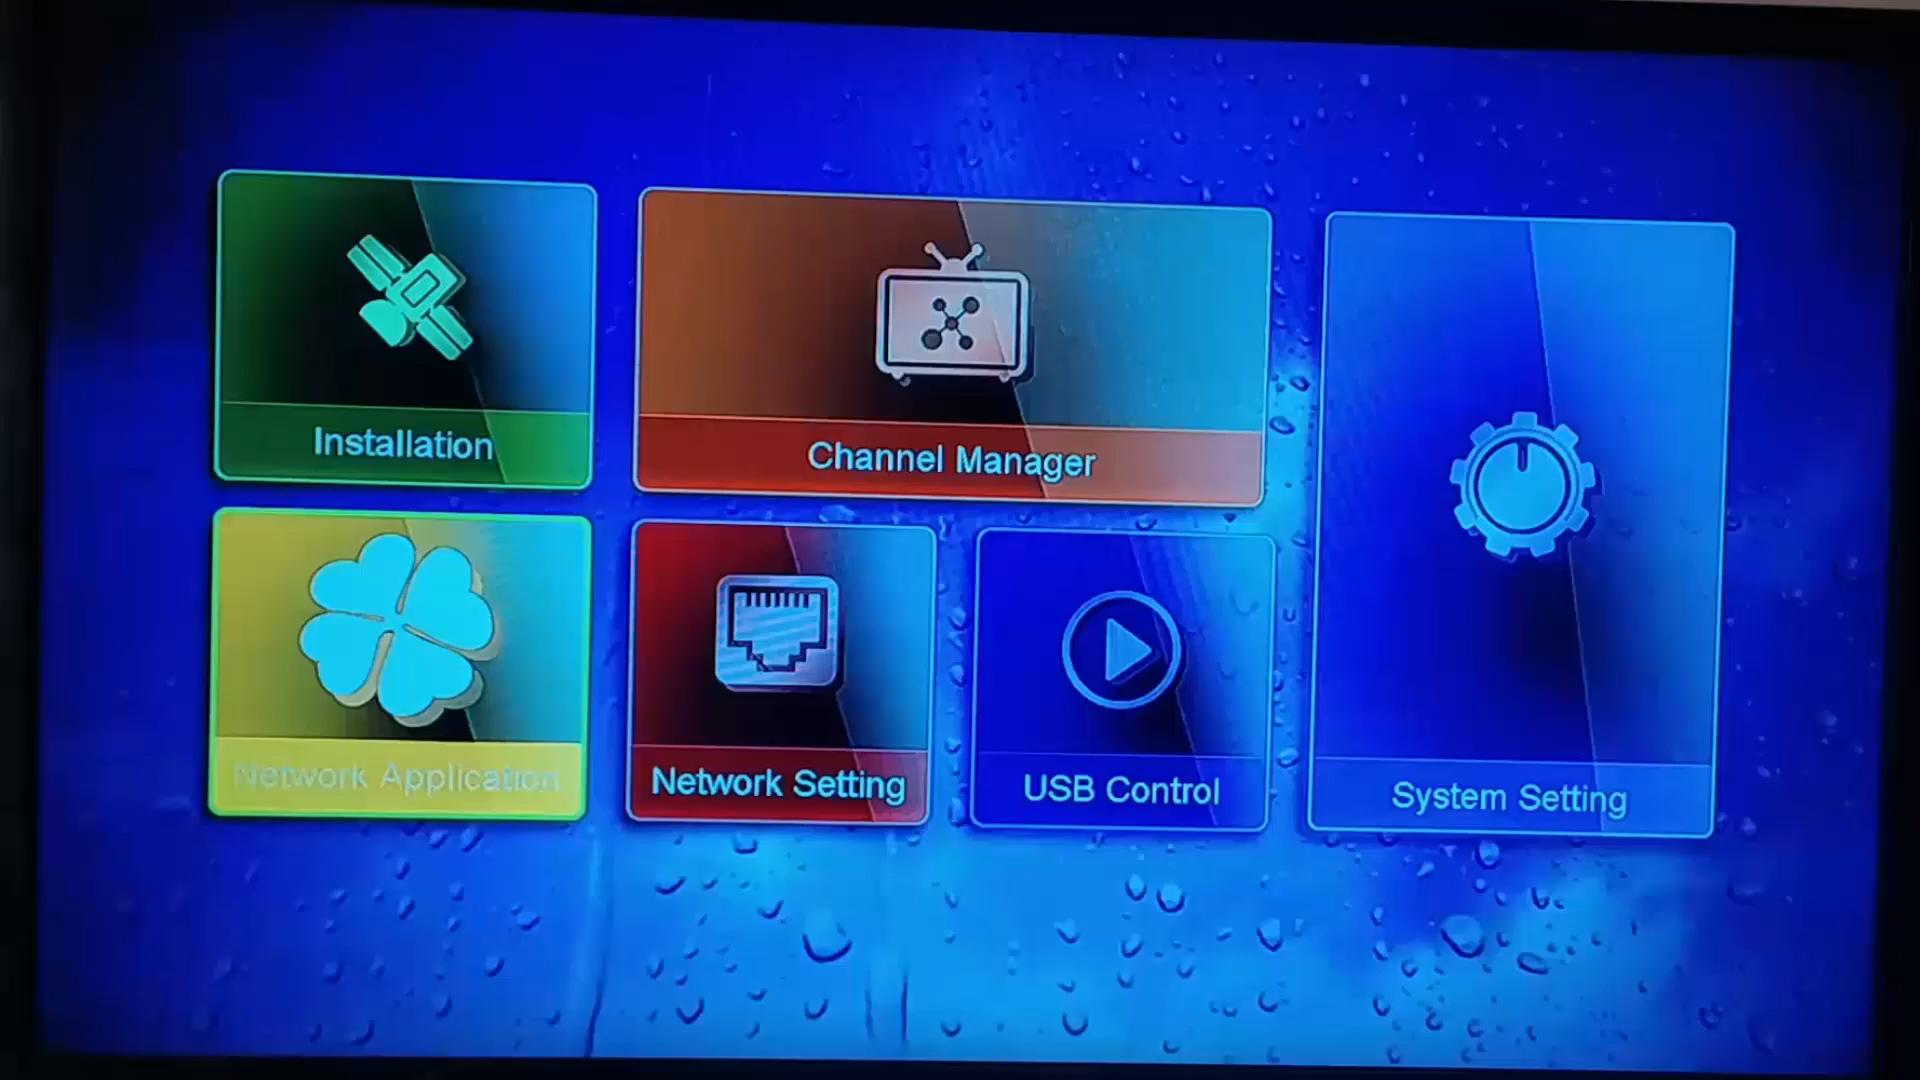 Installation
Channel Manager
Network Application
Network Setting
USB Control
System Setting